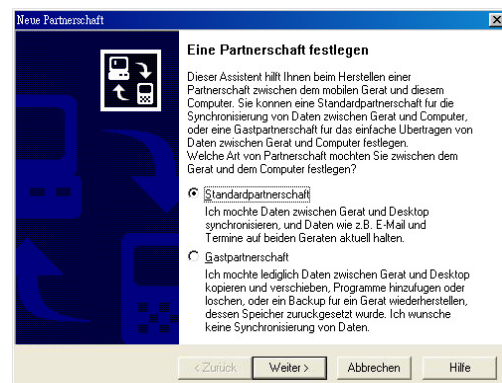 Neue Partnerschaft
Eine Partnerschaft festlegen
Dieser Assistent hilft Ihnen beim Herstellen einer
Partnerschaft zwischen dem mobilen Gerat und diesem
Computer. Sie konnen eine Standardpartnerschaft fur die
Synchronisierung von Daten zwischen Gerat und Computer,
oder eine Gastpartnerschaft fur das einfache Ubertragen von
Daten zwischen Gerat und Computer festlegen.
Welche Art von Partnerschaft mochten Sie zwischen dem
Gerat und dem Computer festlegen?
Standardpartnerschaft
Ich mochte Daten zwischen Gerat und Desktop
synchronisieren, und Daten wie z.B. E-Mail und
Termine auf beiden Geraten aktuell halten.
Gastpartnerschaft
Ich mochte lediglich Daten zwischen Gerat und Desktop
kopieren und verschieben, Programme hinzufugen oder
loschen, oder ein Backup fur ein Gerat wiederherstellen,
dessen Speicher zuruckgesetzt wurde. Ich wunsche
keine Synchronisierung von Daten.
< Zuruck
Weiter >
Abbrechen
Hilfe